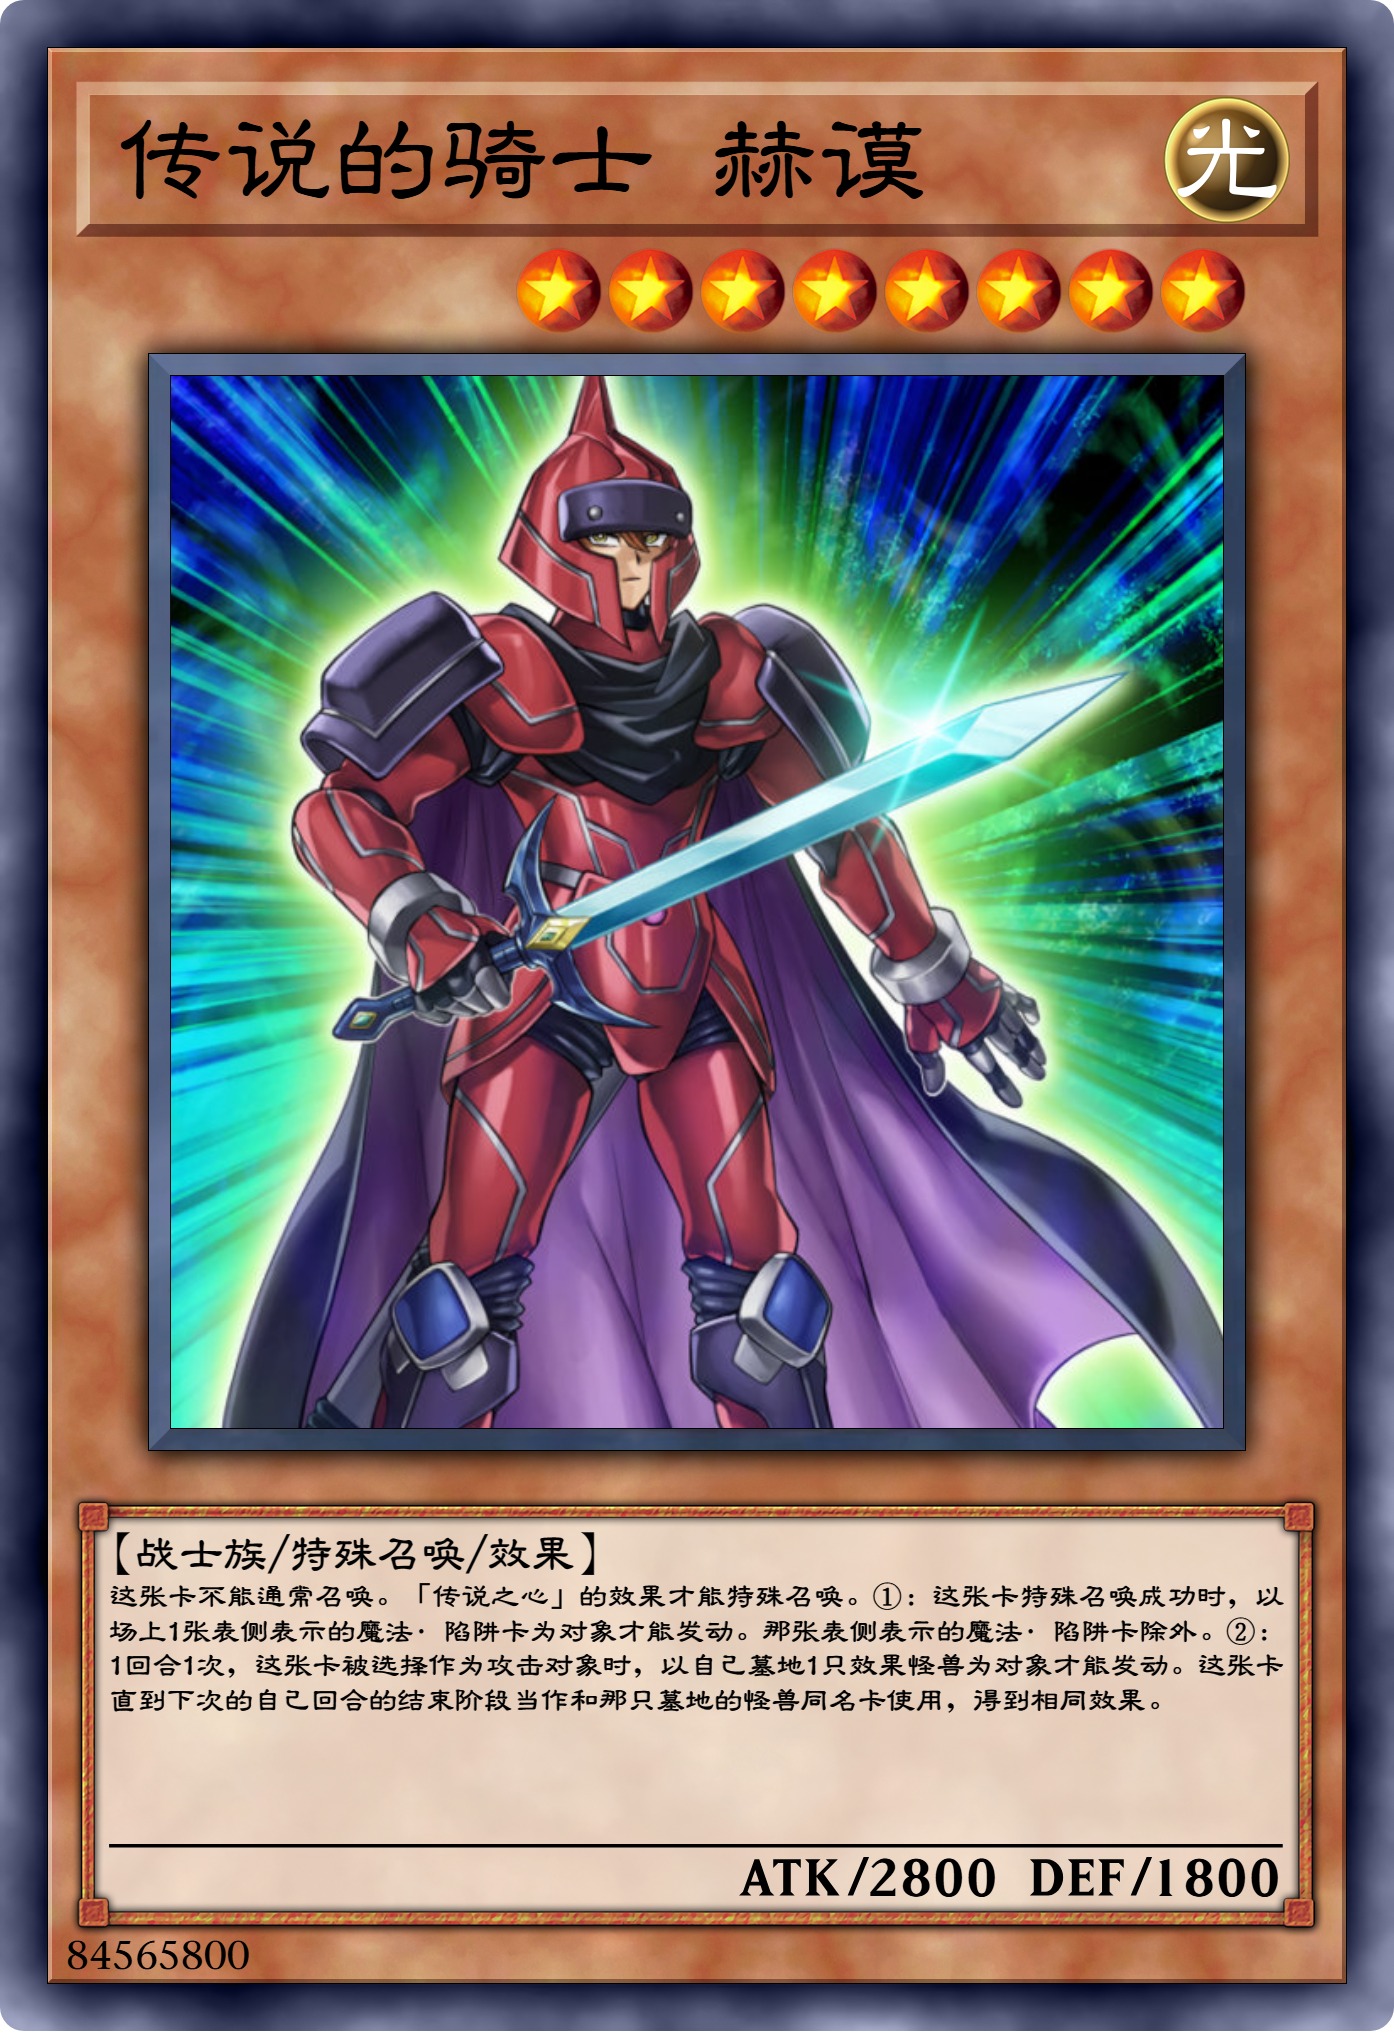 传说的骑士 赫谟
光
【战士族/特殊召唤/效果】
这张卡不能通常召唤。「传说之心」的效果才能特殊召唤。①：这张卡特殊召唤成功时，以
场上1张表侧表示的魔法·陷阱卡为对象才能发动。那张表侧表示的魔法·陷阱卡除外。②：
1回合1次，这张卡被选择作为攻击对象时，以自己墓地1只效果怪兽为对象才能发动。这张卡
直到下次的自己回合的结束阶段当作和那只墓地的怪兽同名卡使用，得到相同效果。
ATK/2800 DEF/1800
84565800